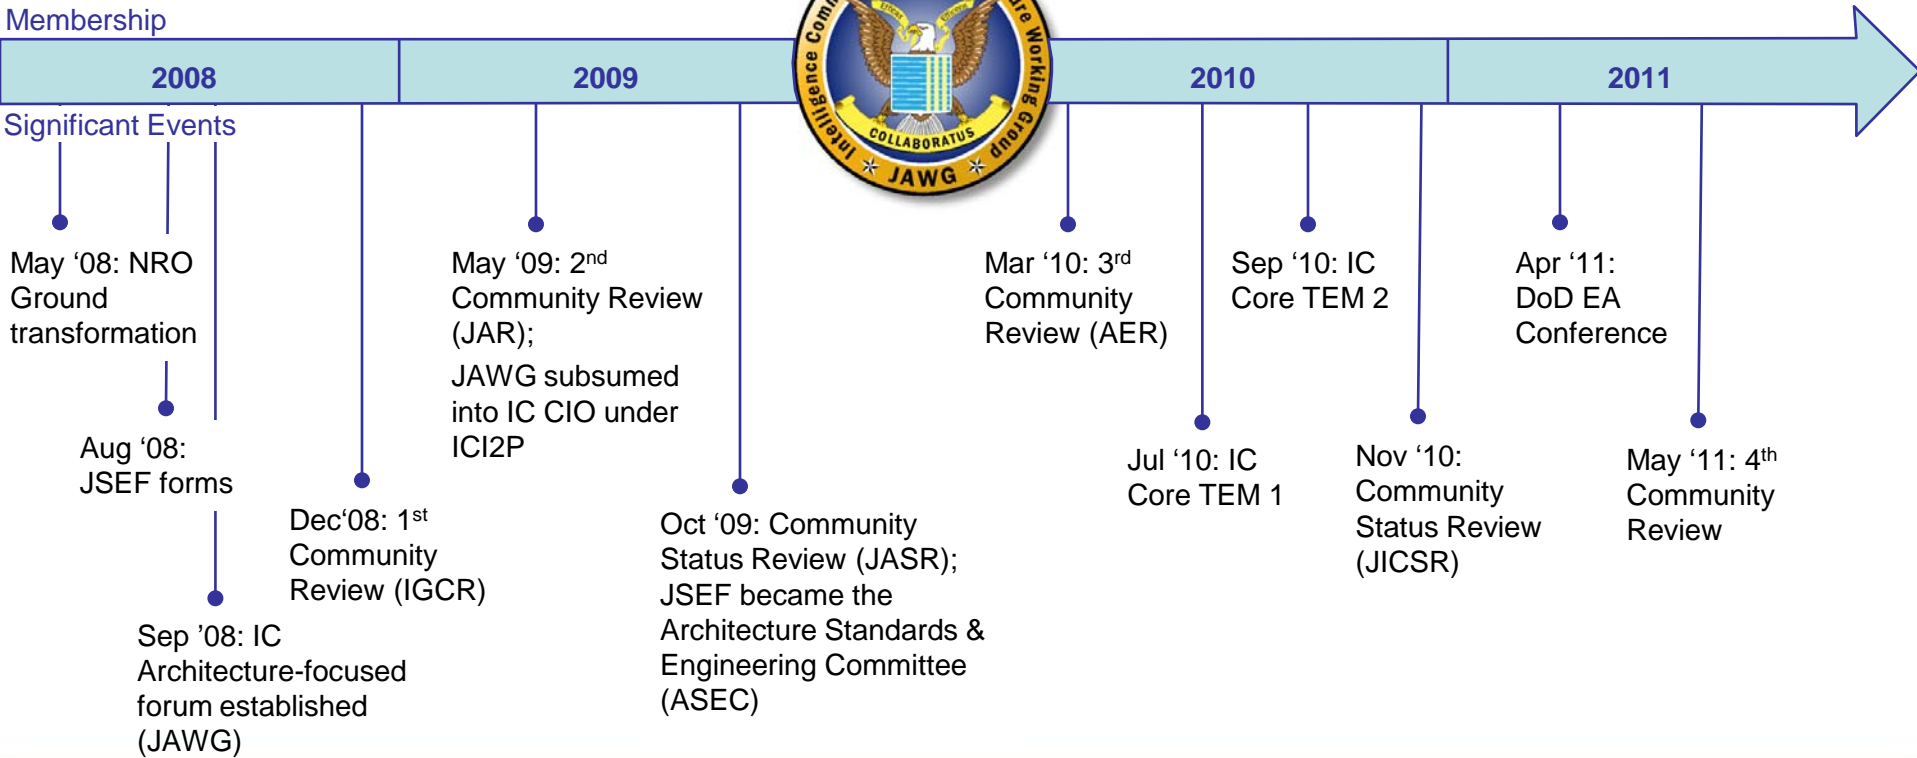 Membership
2008
2009
2010
2011
Significant Events
Intelligence Comm
ure Working Group
COLLABORATUS
JAWG
May ‘08: NRO
Ground
transformation
Aug ‘08:
JSEF forms
Sep ’08: IC
Architecture-focused
forum established
(JAWG)
Dec‘08: 1st
Community
Review (IGCR)
May ‘09: 2nd
Community Review
(JAR);
JAWG subsumed
into IC CIO under
ICI2P
Oct ‘09: Community
Status Review (JASR);
JSEF became the
Architecture Standards &
Engineering Committee
(ASEC)
Mar ‘10: 3rd
Community
Review (AER)
Jul ‘10: IC
Core TEM 1
Sep ‘10: IC
Core TEM 2
Nov ‘10:
Community
Status Review
(JICSR)
Apr ‘11:
DoD EA
Conference
May ‘11: 4th
Community
Review